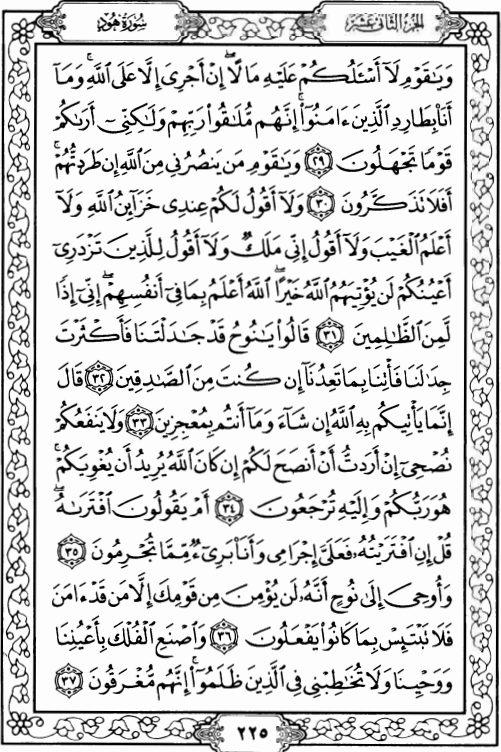 الجزء الثاني عشر
سورة هود
وَيَٰقَوْمِ لَآ أَسْـَٔلُكُمْ عَلَيْهِ مَالًا ۖ إِنْ أَجْرِىَ إِلَّا عَلَى ٱللَّهِ ۚ وَمَآ
أَنَا۠ بِطَارِدِ ٱلَّذِينَ ءَامَنُوٓا۟ ۚ إِنَّهُم مُّلَٰقُوا۟ رَبِّهِمْ وَلَٰكِنِّىٓ أَرَىٰكُمْ
قَوْمًا تَجْهَلُونَ ٢٩ وَيَٰقَوْمِ مَن يَنصُرُنِى مِنَ ٱللَّهِ إِن طَرَدتُّهُمْ ۚ
أَفَلَا تَذَكَّرُونَ ٣٠ وَلَآ أَقُولُ لَكُمْ عِندِى خَزَآئِنُ ٱللَّهِ وَلَآ
أَعْلَمُ ٱلْغَيْبَ وَلَآ أَقُولُ إِنِّى مَلَكٌ وَلَآ أَقُولُ لِلَّذِينَ تَزْدَرِىٓ
أَعْيُنُكُمْ لَن يُؤْتِيَهُمُ ٱللَّهُ خَيْرًا ۖ ٱللَّهُ أَعْلَمُ بِمَا فِىٓ أَنفُسِهِمْ ۖ إِنِّىٓ إِذًا
لَّمِنَ ٱلظَّٰلِمِينَ ٣١ قَالُوا۟ يَٰنُوحُ قَدْ جَٰدَلْتَنَا فَأَكْثَرْتَ
جِدَٰلَنَا فَأْتِنَا بِمَا تَعِدُنَآ إِن كُنتَ مِنَ ٱلصَّٰدِقِينَ ٣٢ قَالَ
إِنَّمَا يَأْتِيكُم بِهِ ٱللَّهُ إِن شَآءَ وَمَآ أَنتُم بِمُعْجِزِينَ ٣٣ وَلَا يَنفَعُكُمْ
نُصْحِىٓ إِنْ أَرَدتُّ أَنْ أَنصَحَ لَكُمْ إِن كَانَ ٱللَّهُ يُرِيدُ أَن يُغْوِيَكُمْ ۚ
هُوَ رَبُّكُمْ وَإِلَيْهِ تُرْجَعُونَ ٣٤ أَمْ يَقُولُونَ ٱفْتَرَىٰهُ ۖ
قُلْ إِنِ ٱفْتَرَيْتُهُۥ فَعَلَىَّ إِجْرَامِى وَأَنَا۠ بَرِىٓءٌ مِّمَّا تُجْرِمُونَ ٣٥
وَأُوحِىَ إِلَىٰ نُوحٍ أَنَّهُۥ لَن يُؤْمِنَ مِن قَوْمِكَ إِلَّا مَن قَدْ ءَامَنَ
فَلَا تَبْتَئِسْ بِمَا كَانُوا۟ يَفْعَلُونَ ٣٦ وَٱصْنَعِ ٱلْفُلْكَ بِأَعْيُنِنَا
وَوَحْيِنَا وَلَا تُخَٰطِبْنِى فِى ٱلَّذِينَ ظَلَمُوٓا۟ ۚ إِنَّهُم مُّغْرَقُونَ ٣٧
٢٢٥